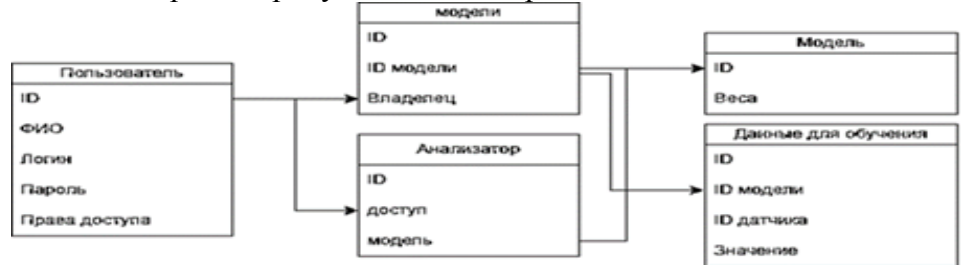 модели
ID
ID модели
Владелец
Пользователь
ID
ФИО
Логин
Пароль
Права доступа
Анализатор
ID
доступ
модель
Модель
ID
Веса
Данные для обучения
ID
ID модели
ID датчика
Значение